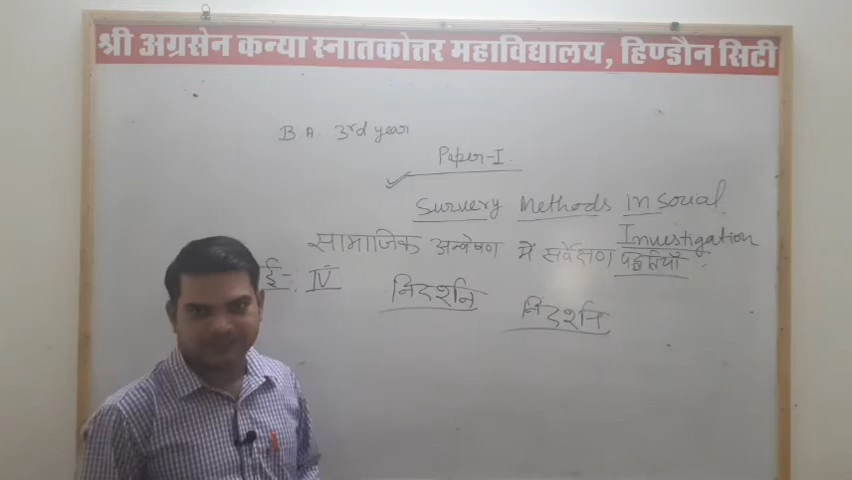 श्री अग्रसेन कन्या स्नातकोत्तर महाविद्यालय, हिण्डौन सिटी
B.A. 3rd year
Paper-I.
Survery Methods in Social
Investigation
सामाजिक अन्वेषण में सर्वेक्षण पद्धतियाँ
ई-. IV निदर्शन निदर्शन